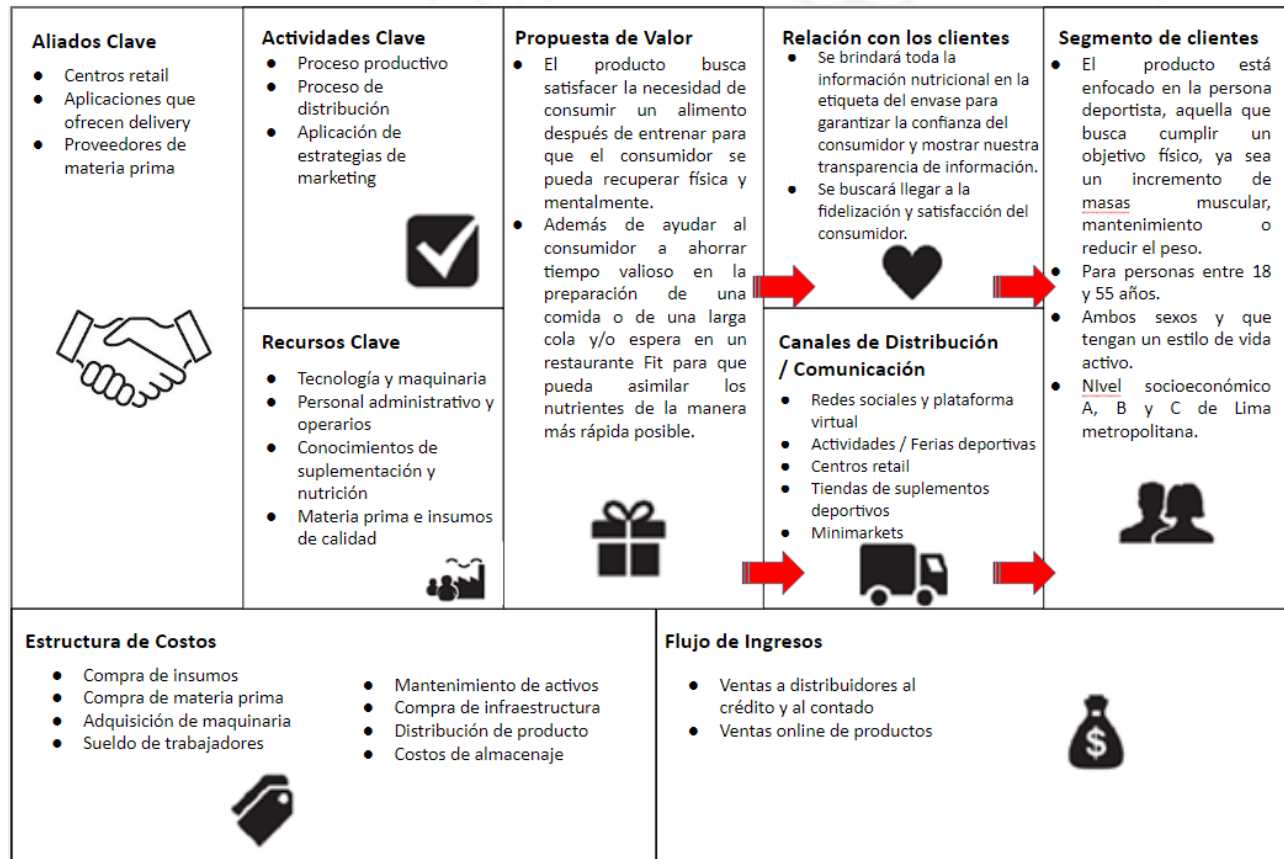 Aliados Clave
● Centros retail
● Aplicaciones que
ofrecen delivery
● Proveedores de
materia prima
Actividades Clave
● Proceso productivo
● Proceso de
distribución
● Aplicación de
estrategias de
marketing
Recursos Clave
● Tecnología y maquinaria
● Personal administrativo y
operarios
● Conocimientos de
suplementación y
nutrición
● Materia prima e insumos
de calidad
Propuesta de Valor
● El producto busca
satisfacer la necesidad de
consumir un alimento
después de entrenar para
que el consumidor se
pueda recuperar física y
mentalmente.
● Además de ayudar al
consumidor a ahorrar
tiempo valioso en la
preparación de una
comida o de una larga
cola y/o espera en un
restaurante Fit para que
pueda asimilar los
nutrientes de la manera
más rápida posible.
Relación con los clientes
● Se brindará toda la
información nutricional en la
etiqueta del envase para
garantizar la confianza del
consumidor y mostrar nuestra
transparencia de información.
● Se buscará llegar a la
fidelización y satisfacción del
consumidor.
Canales de Distribución
/ Comunicación
● Redes sociales y plataforma
virtual
● Actividades / Ferias deportivas
● Centros retail
● Tiendas de suplementos
deportivos
● Minimarkets
Segmento de clientes
● El producto está
enfocado en la persona
deportista, aquella que
busca cumplir un
objetivo físico, ya sea
un incremento de
masas muscular,
mantenimiento o
reducir el peso.
● Para personas entre 18
y 55 años.
● Ambos sexos y que
tengan un estilo de vida
activo.
● NIvel socioeconómico
A, B y C de Lima
metropolitana.
Estructura de Costos
● Compra de insumos
● Compra de materia prima
● Adquisición de maquinaria
● Sueldo de trabajadores
● Mantenimiento de activos
● Compra de infraestructura
● Distribución de producto
● Costos de almacenaje
Flujo de Ingresos
● Ventas a distribuidores al
crédito y al contado
● Ventas online de productos
$